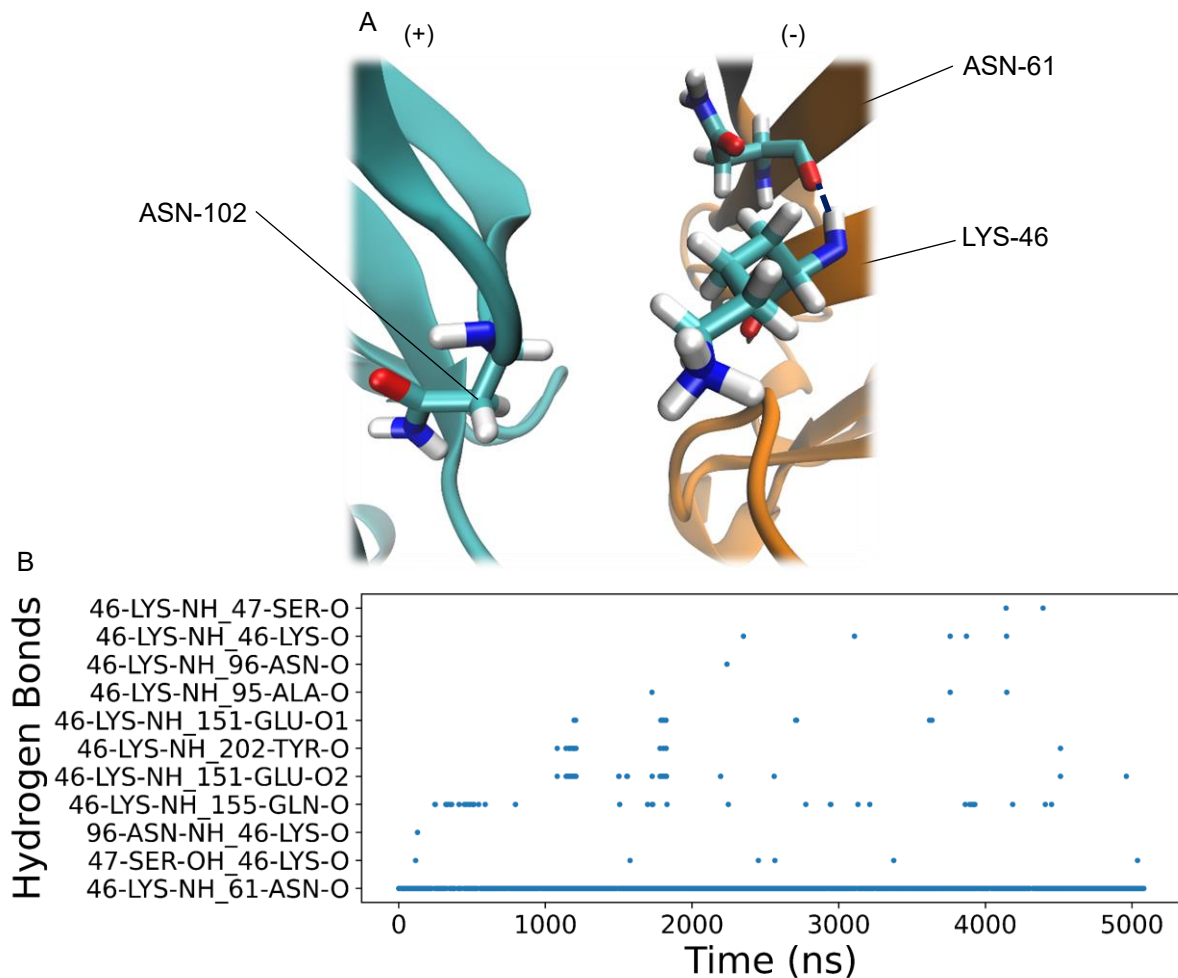 A
(+)
(-)
ASN-61
ASN-102
LYS-46
B
Hydrogen Bonds
46-LYS-NH_47-SER-O
46-LYS-NH_46-LYS-O
46-LYS-NH_96-ASN-O
46-LYS-NH_95-ALA-O
46-LYS-NH_151-GLU-O1
46-LYS-NH_202-TYR-O
46-LYS-NH_151-GLU-O2
46-LYS-NH_155-GLN-O
96-ASN-NH_46-LYS-O
47-SER-OH_46-LYS-O
46-LYS-NH_61-ASN-O
0 1000 2000 3000 4000 5000
Time (ns)